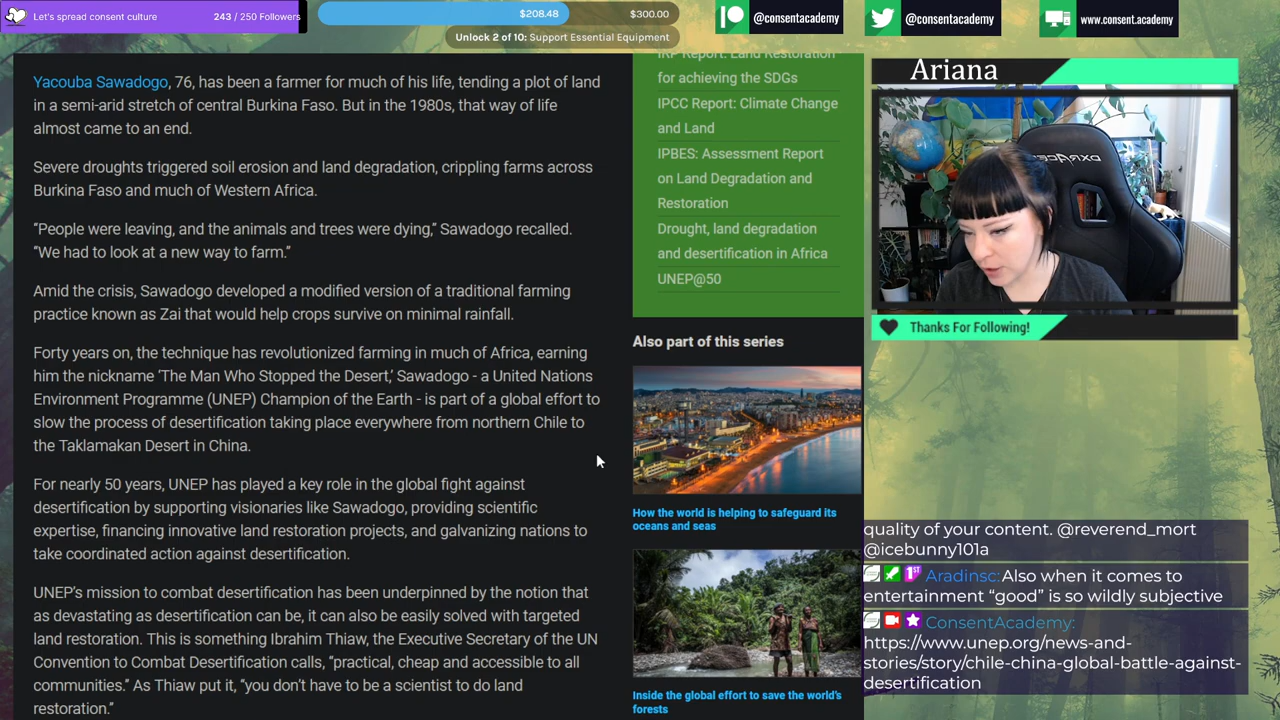 Let's spread consent culture
243 / 250 Followers
$208.48
$300.00
Unlock 2 of 10: Support Essential Equipment
@consentacademy
@consentacademy
www.consent.academy
Yacouba Sawadogo, 76, has been a farmer for much of his life, tending a plot of land
in a semi-arid stretch of central Burkina Faso. But in the 1980s, that way of life
almost came to an end.
Severe droughts triggered soil erosion and land degradation, crippling farms across
Burkina Faso and much of Western Africa.
“People were leaving, and the animals and trees were dying,” Sawadogo recalled.
“We had to look at a new way to farm.”
Amid the crisis, Sawadogo developed a modified version of a traditional farming
practice known as Zai that would help crops survive on minimal rainfall.
Forty years on, the technique has revolutionized farming in much of Africa, earning
him the nickname ‘The Man Who Stopped the Desert,’ Sawadogo - a United Nations
Environment Programme (UNEP) Champion of the Earth - is part of a global effort to
slow the process of desertification taking place everywhere from northern Chile to
the Taklamakan Desert in China.
For nearly 50 years, UNEP has played a key role in the global fight against
desertification by supporting visionaries like Sawadogo, providing scientific
expertise, financing innovative land restoration projects, and galvanizing nations to
take coordinated action against desertification.
UNEP’s mission to combat desertification has been underpinned by the notion that
as devastating as desertification can be, it can also be easily solved with targeted
land restoration. This is something Ibrahim Thiaw, the Executive Secretary of the UN
Convention to Combat Desertification calls, “practical, cheap and accessible to all
communities.” As Thiaw put it, “you don’t have to be a scientist to do land
restoration.”
IRP Report: Land Restoration
for achieving the SDGs
IPCC Report: Climate Change
and Land
IPBES: Assessment Report
on Land Degradation and
Restoration
Drought, land degradation
and desertification in Africa
UNEP@50
Also part of this series
How the world is helping to safeguard its
oceans and seas
Inside the global effort to save the world's
forests
Ariana
DXRACER
Thanks For Following!
quality of your content. @reverend_mort
@icebunny101a
1ST
Aradinsc: Also when it comes to
entertainment “good” is so wildly subjective
ConsentAcademy:
https://www.unep.org/news-and-
stories/story/chile-china-global-battle-against-
desertification